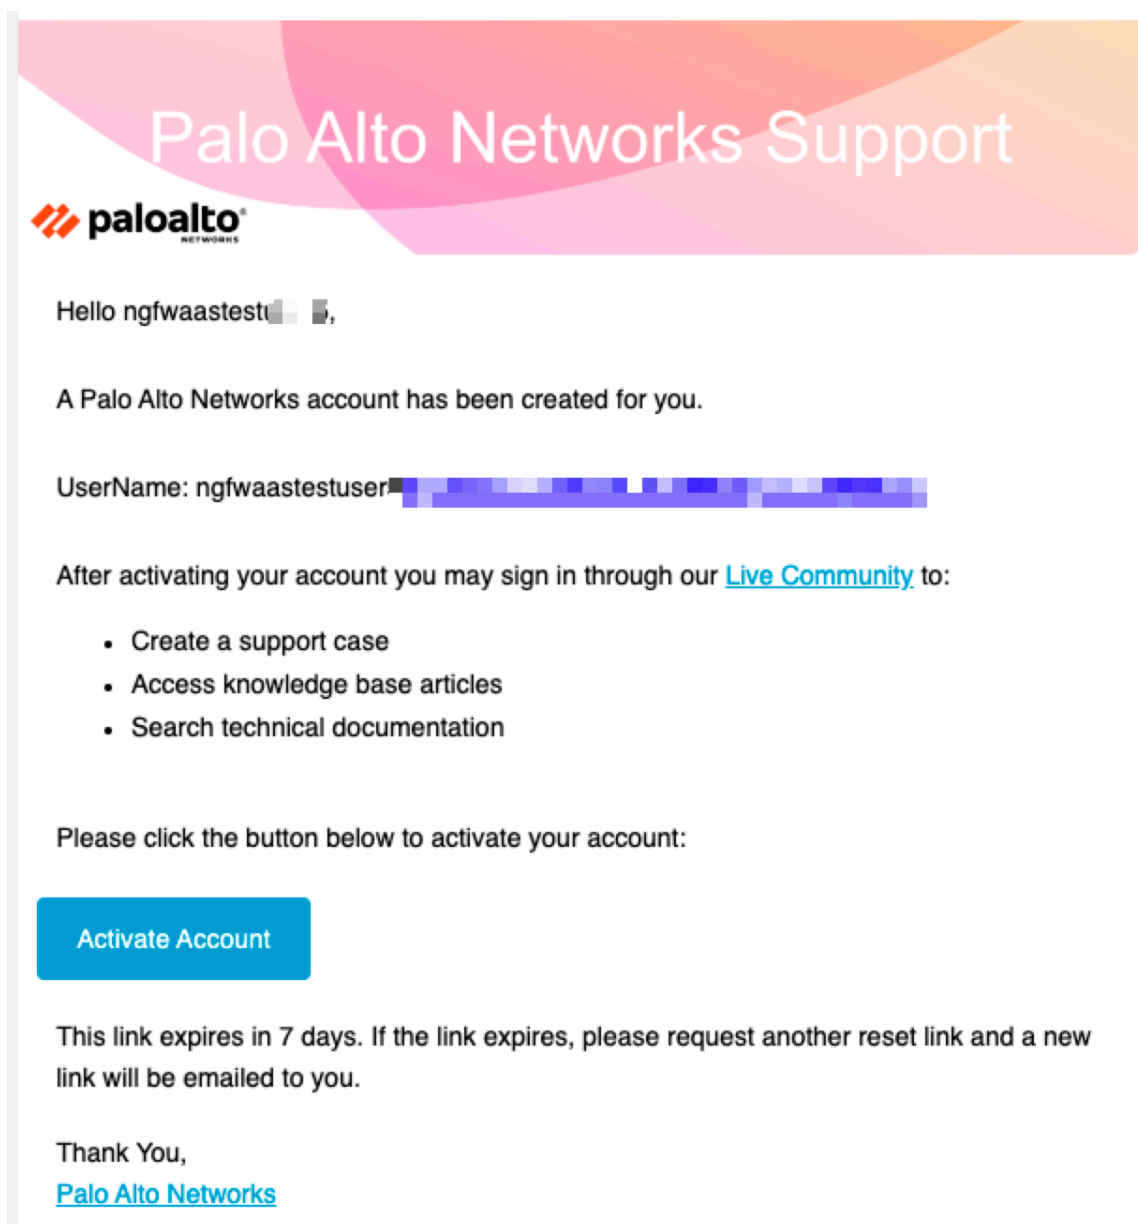 Palo Alto Networks Support
paloalto®
NETWORKS
Hello
A Palo Alto Networks account has been created for you.
UserName: ngfwaastestuser
After activating your account you may sign in through our Live Community to:
• Create a support case
• Access knowledge base articles
• Search technical documentation
Please click the button below to activate your account:
Activate Account
This link expires in 7 days. If the link expires, please request another reset link and a new
link will be emailed to you.
Thank You,
Palo Alto Networks